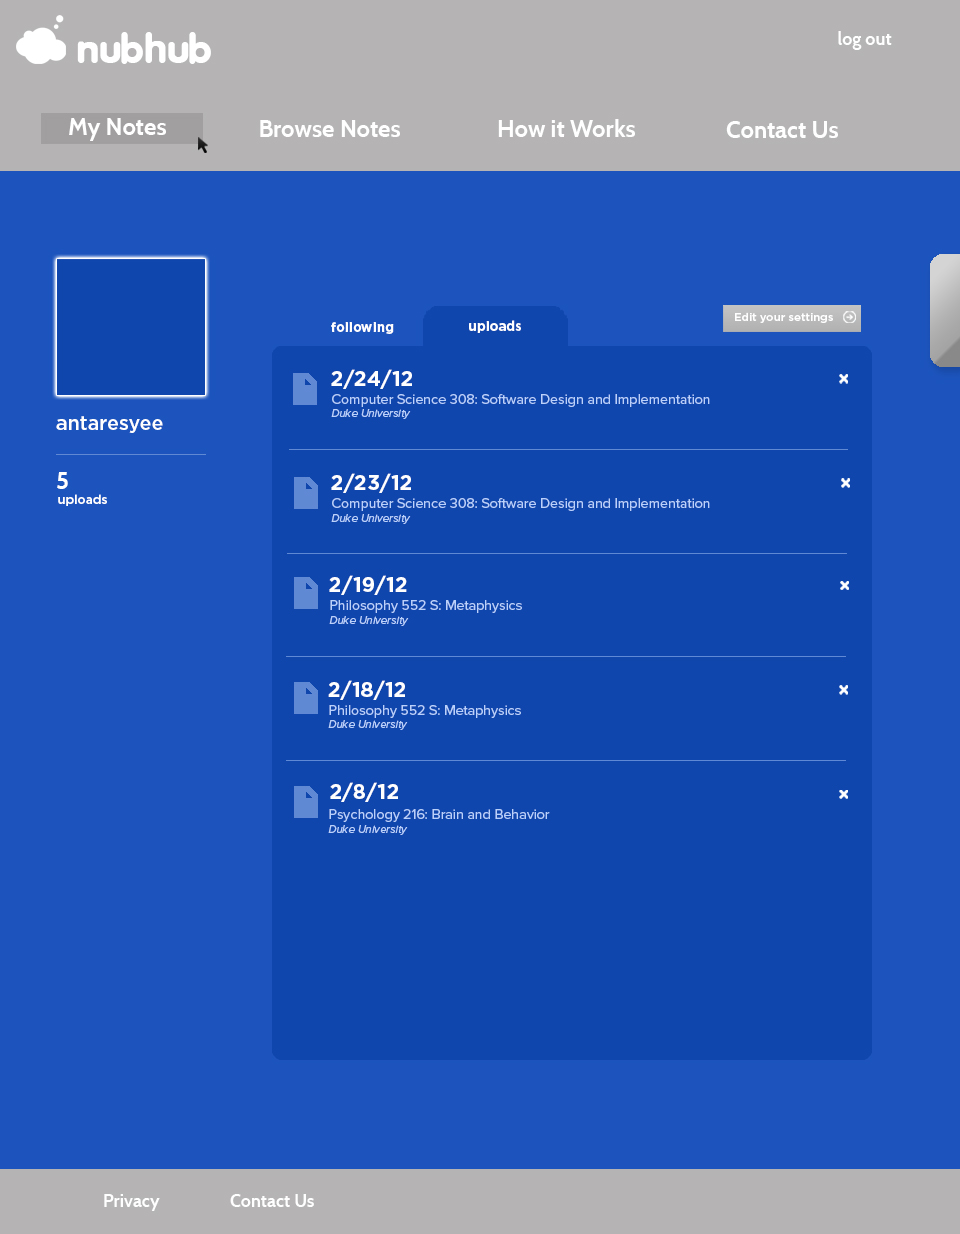 nubhub
log out
My Notes
Browse Notes
How it Works
Contact Us
following
uploads
Edit your settings
antaresyee
5
uploads
2/24/12
Computer Science 308: Software Design and Implementation
Duke University
2/23/12
Computer Science 308: Software Design and Implementation
Duke University
2/19/12
Philosophy 552 S: Metaphysics
Duke University
2/18/12
Philosophy 552 S: Metaphysics
Duke University
2/8/12
Psychology 216: Brain and Behavior
Duke University
Privacy
Contact Us